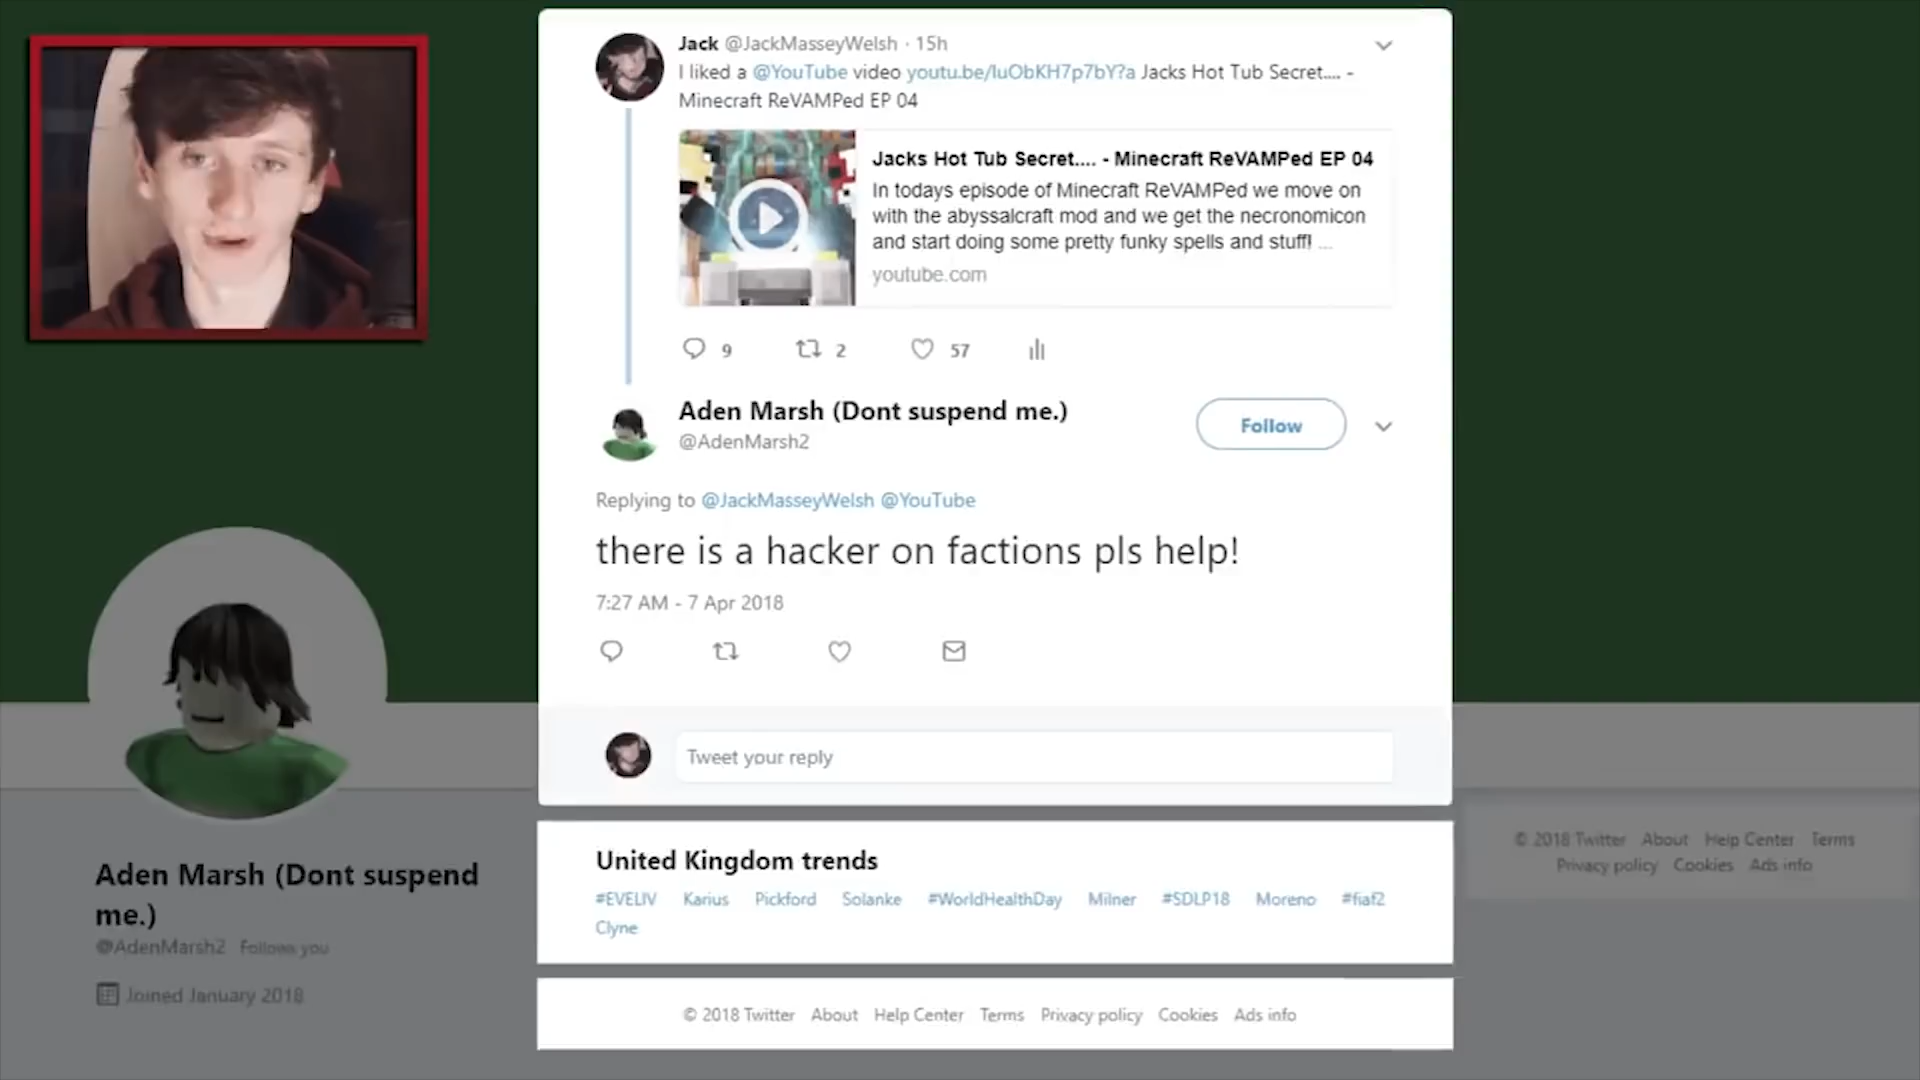 Jack @JackMasseyWelsh · 15h
I liked a @YouTube video youtu.be/IuObKH7p7bY?a Jacks Hot Tub Secret.... -
Minecraft ReVAMPed EP 04
Jacks Hot Tub Secret.... - Minecraft ReVAMPed EP 04
In todays episode of Minecraft ReVAMPed we move on
with the abyssalcraft mod and we get the necronomicon
and start doing some pretty funky spells and stuff! ...
youtube.com
9 2 57
Aden Marsh (Dont suspend me.)
@AdenMarsh2
Follow
Replying to @JackMasseyWelsh @YouTube
there is a hacker on factions pls help!
7:27 AM - 7 Apr 2018
Tweet your reply
Aden Marsh (Dont suspend
me.)
@AdenMarsh2 Follows you
Joined January 2018
United Kingdom trends
#EVELIV Karius Pickford Solanke #WorldHealthDay Milner #SDLP18 Moreno #fiaf2
Clyne
© 2018 Twitter About Help Center Terms Privacy policy Cookies Ads info
© 2018 Twitter About Help Center Terms
Privacy policy Cookies Ads info